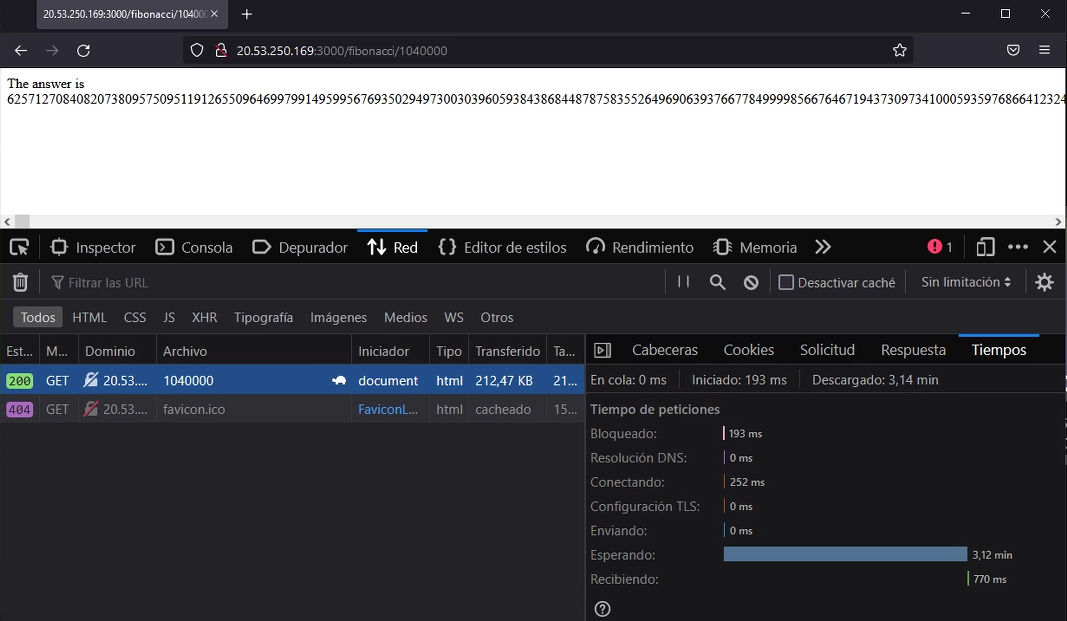 20.53.250.169:3000/fibonacci/104000
20.53.250.169:3000/fibonacci/1040000
The answer is
Inspector Consola Depurador Red Editor de estilos Rendimiento Memoria 1
Filtrar las URL Desactivar caché Sin limitación
Todos HTML CSS JS XHR Tipografía Imágenes Medios WS Otros
Est... M... Dominio Archivo Iniciador Tipo Transferido Ta... Cabeceras Cookies Solicitud Respuesta Tiempos
200 GET 20.53.... 1040000 document html 212,47 KB 21... En cola: 0 ms Iniciado: 193 ms Descargado: 3,14 min
404 GET 20.53.... favicon.ico FaviconL... html cacheado 15... Tiempo de peticiones
Bloqueado: 193 ms
Resolución DNS: 0 ms
Conectando: 252 ms
Configuración TLS: 0 ms
Enviando: 0 ms
Esperando: 3,12 min
Recibiendo: 770 ms